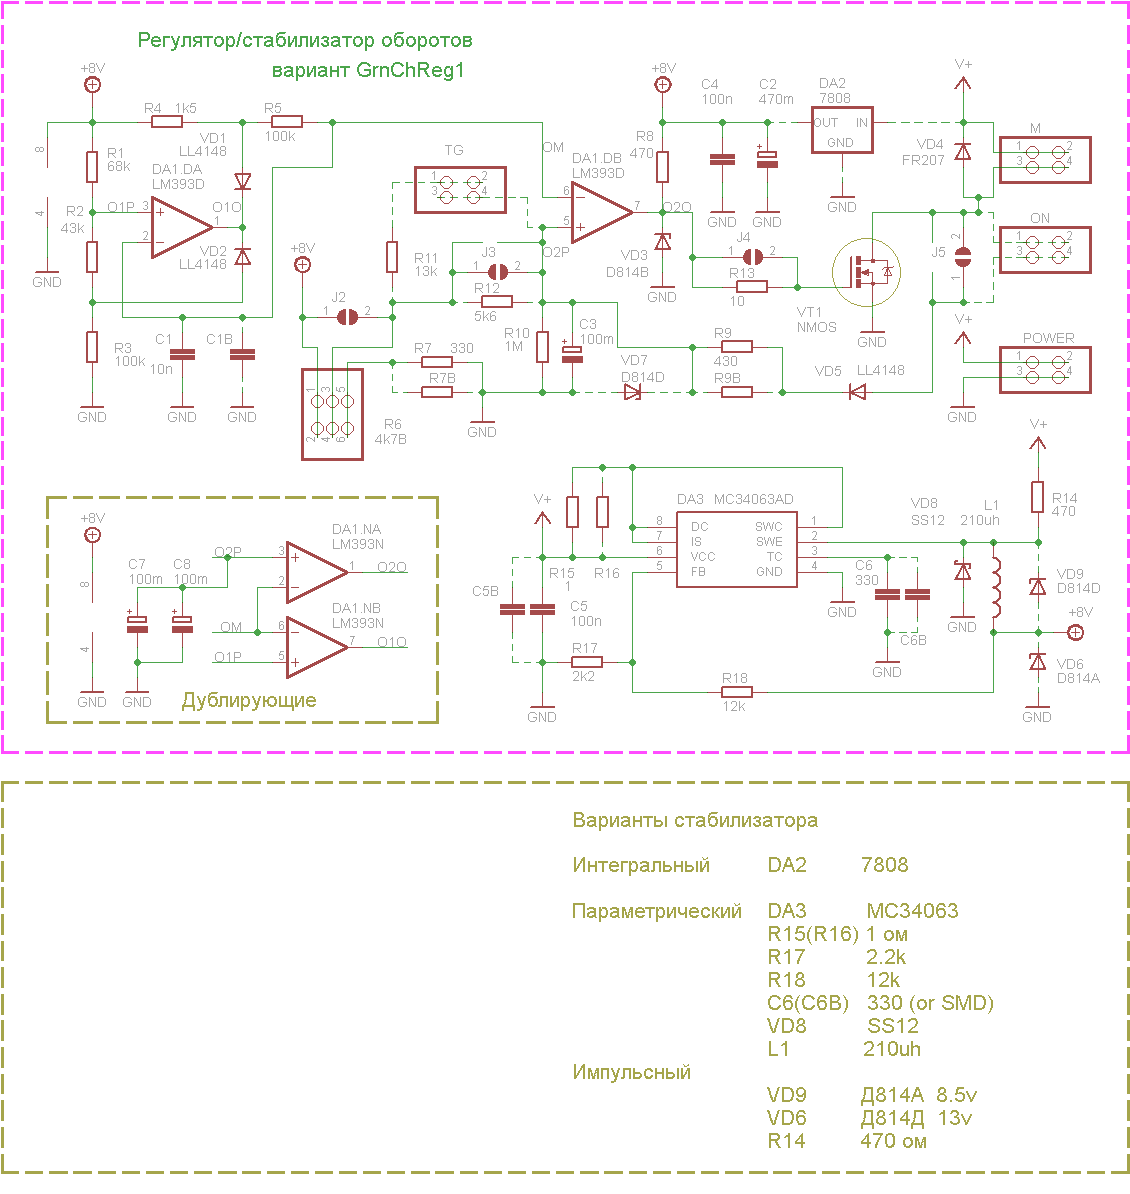 Регулятор/стабилизатор оборотов
вариант GrnChReg1
+8V
R4 1k5
R5
100k
8
4
GND
R1
68k
R2
43k
R3
100k
GND
VD1
LL4148
DA1.DA
LM393D
O1P
3
2
1
O1O
VD2
LL4148
C1
10n
GND
C1B
GND
+8V
J2
1
2
1
3
5
2
4
6
R6
4k7B
TG
1
2
3
4
R11
13k
J3
1
2
R12
5k6
R7
330
R7B
GND
R10
1M
C3
100m
OM
DA1.DB
LM393D
6
5
7
O2P
O2O
+8V
R8
470
VD3
D814B
GND
C4
100n
GND
C2
470m
GND
DA2
7808
OUT
IN
GND
GND
J4
1
2
R13
10
VT1
NMOS
GND
VD7
D814D
R9
430
R9B
VD5
LL4148
V+
VD4
FR207
M
1
2
3
4
ON
1
2
3
4
J5
2
1
V+
POWER
1
2
3
4
GND
+8V
8
4
GND
C7
100m
C8
100m
GND
O2P
DA1.NA
LM393N
3
2
1
O2O
DA1.NB
LM393N
OM
O1P
6
5
7
O1O
Дублирующие
V+
C5B
C5
100n
GND
R15
1
R16
R17
2k2
R18
12k
DA3 MC34063AD
8
7
6
5
DC
IS
VCC
FB
SWC
SWE
TC
GND
1
2
3
4
GND
C6
330
C6B
GND
VD8
SS12
GND
L1
210uh
V+
R14
470
VD9
D814D
+8V
VD6
D814A
GND
Варианты стабилизатора
Интегральный DA2 7808
Параметрический DA3 MC34063
R15(R16) 1 ом
R17 2.2k
R18 12k
C6(C6B) 330 (or SMD)
VD8 SS12
L1 210uh
Импульсный
VD9 Д814А 8.5v
VD6 Д814Д 13v
R14 470 ом